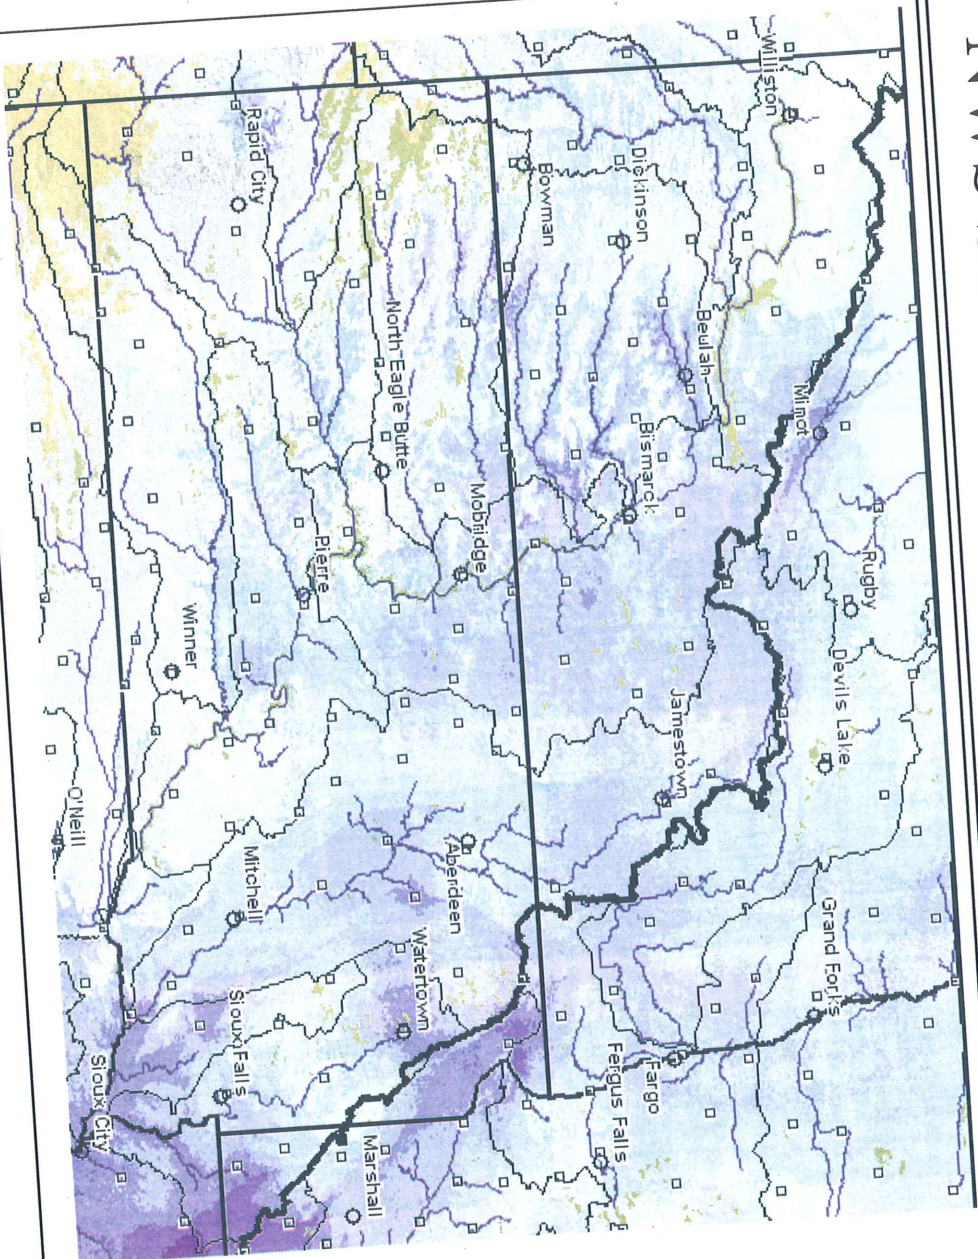 Williston
Minot
Rugby
Devils Lake
Grand Forks
Dickinson
Beulah
Bismarck
Jamestown
Fargo
Bowman
Fergus Falls
North Eagle Butte
Mobridge
Aberdeen
Rapid City
Pierre
Watertown
Marshall
Winner
Mitchell
Sioux Falls
O'Neill
Sioux City